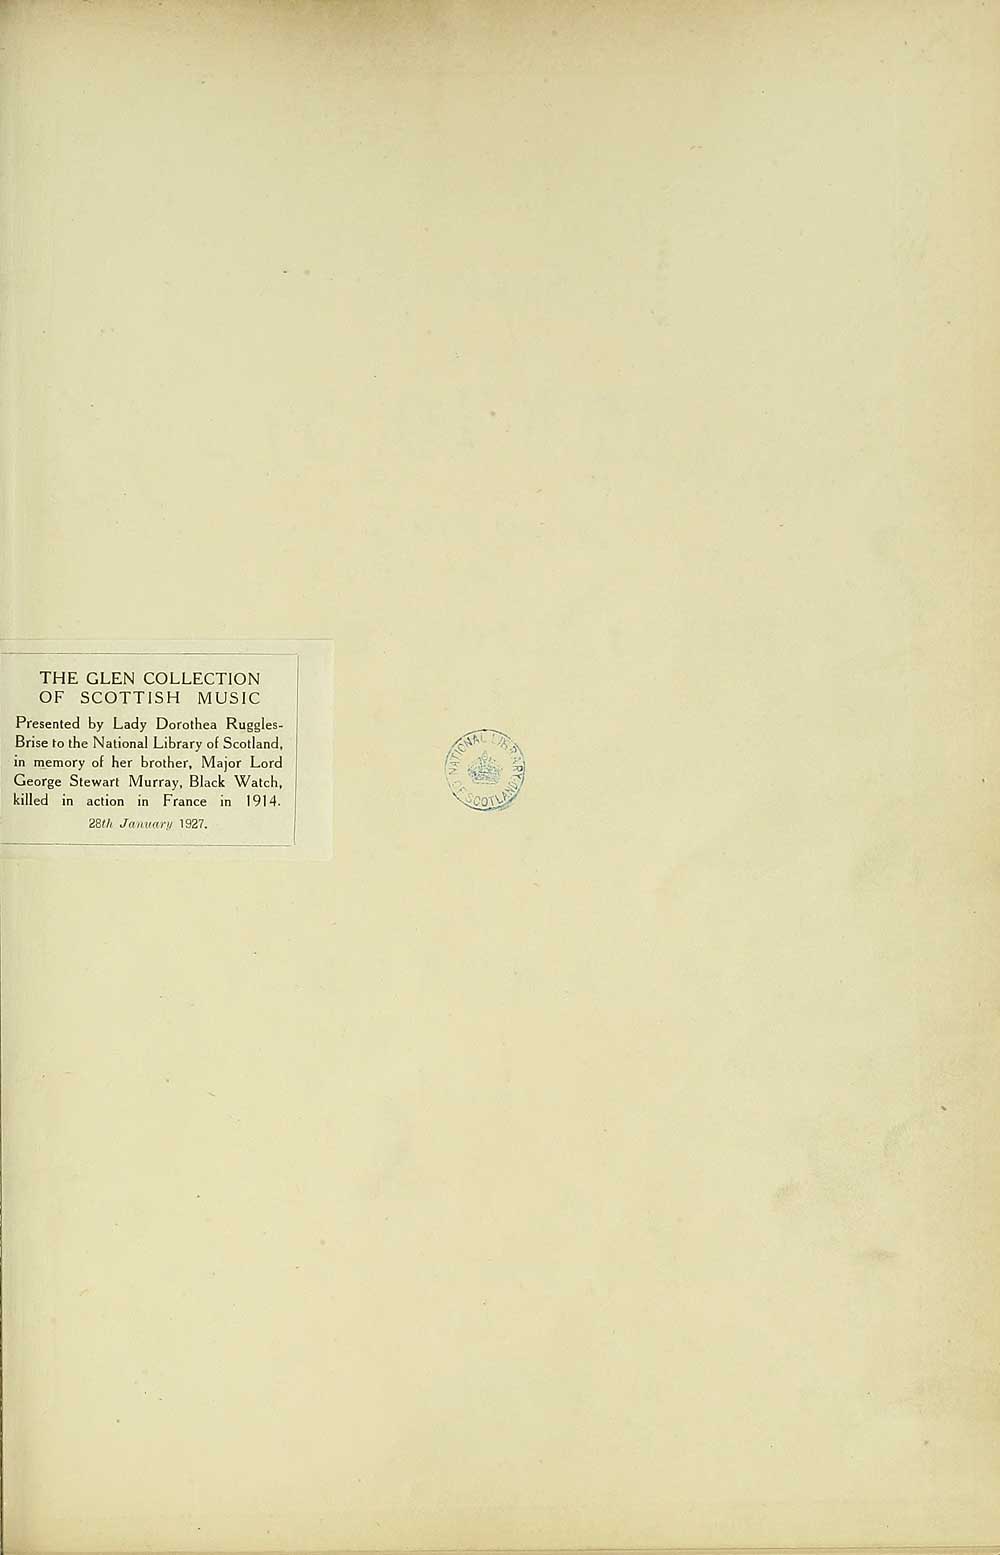 THE GLEN COLLECTION
OF SCOTTISH MUSIC
Presented by Lady Dorothea Ruggles-
Brise to the National Library of Scotland,
in memory of her brother, Major Lord
George Stewart Murray, Black Watch,
killed in action in France in 1914.
28th January 1927.
NATIONAL LIBRARY
OF SCOTLAND